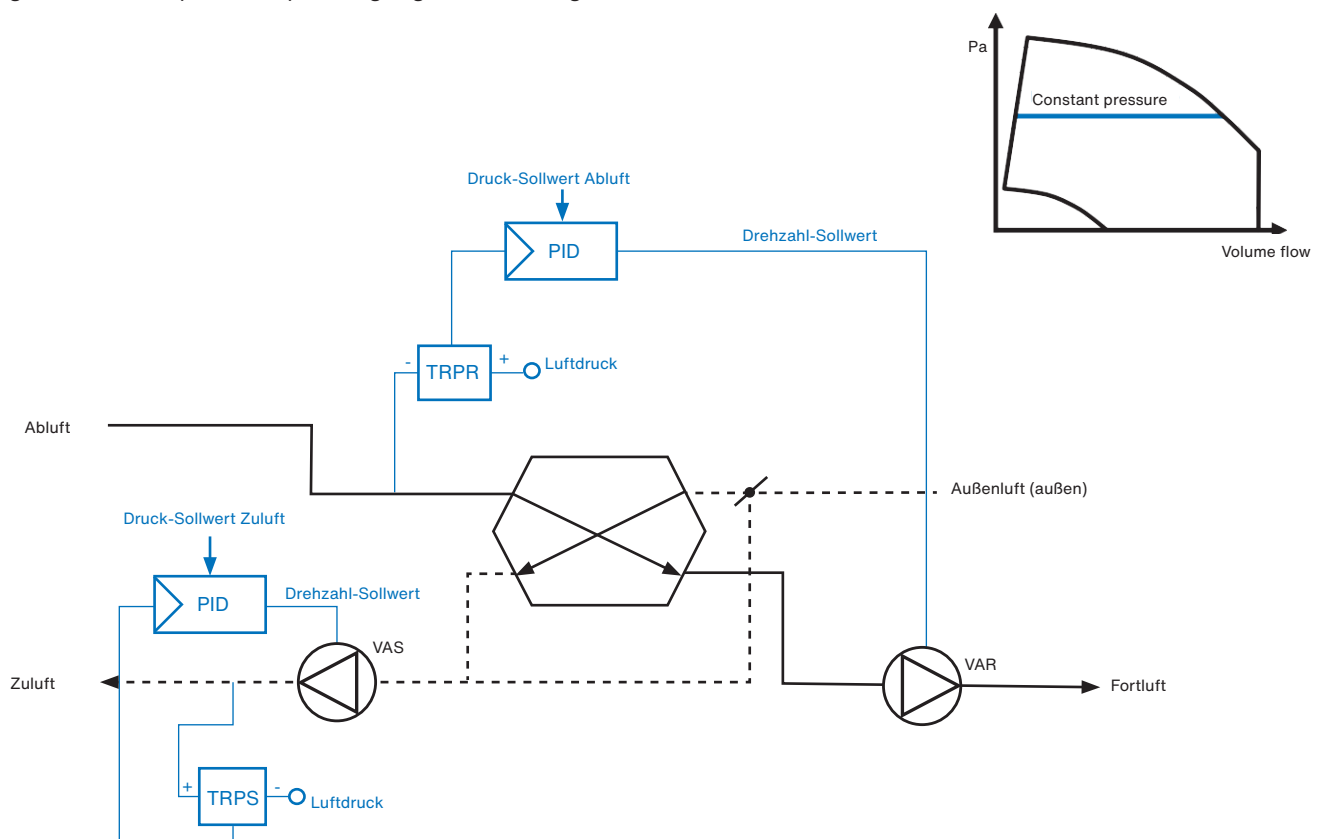 Pa
Constant pressure
Volume flow
Druck-Sollwert Abluft
PID
Drehzahl-Sollwert
- TRPR +
Luftdruck
Abluft
Außenluft (außen)
Druck-Sollwert Zuluft
PID
Drehzahl-Sollwert
VAS
VAR
Zuluft
Fortluft
+ TRPS -
Luftdruck